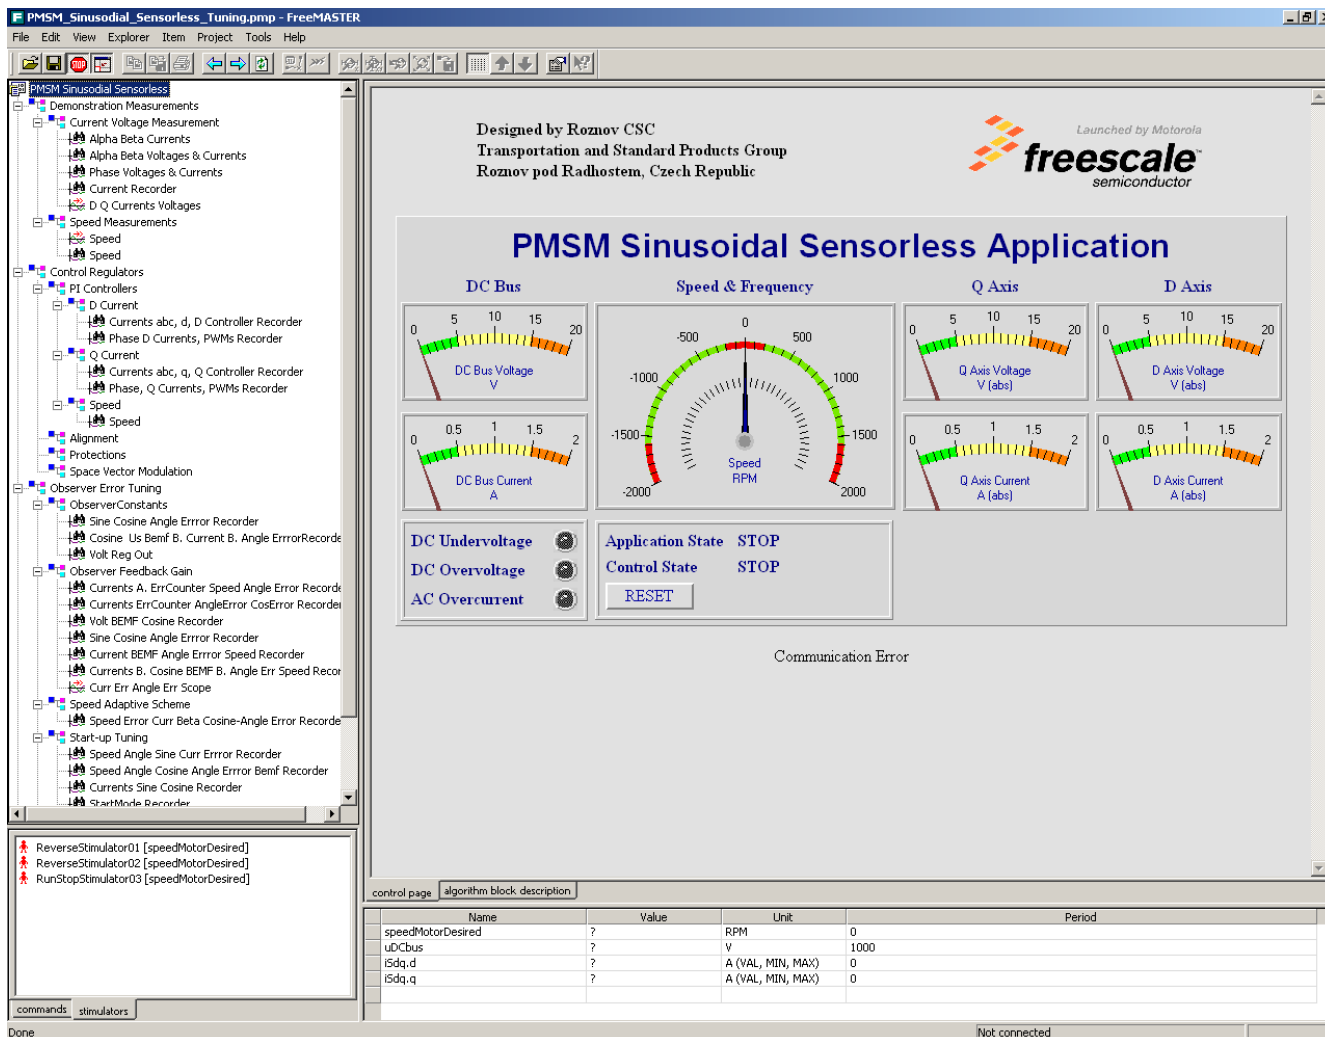 PMSM_Sinusodial_Sensorless_Tuning.pmp - FreeMASTER
File Edit View Explorer Item Project Tools Help
PMSM Sinusodial Sensorless
Demonstration Measurements
Current Voltage Measurement
Alpha Beta Currents
Alpha Beta Voltages & Currents
Phase Voltages & Currents
Current Recorder
D Q Currents Voltages
Speed Measurements
Speed
Speed
Control Regulators
PI Controllers
D Current
Currents abc, d, D Controller Recorder
Phase D Currents, PWMs Recorder
Q Current
Currents abc, q, Q Controller Recorder
Phase, Q Currents, PWMs Recorder
Speed
Speed
Alignment
Protections
Space Vector Modulation
Observer Error Tuning
ObserverConstants
Sine Cosine Angle Errror Recorder
Cosine Us Bemf B. Current B. Angle ErrrorRecorde
Volt Reg Out
Observer Feedback Gain
Currents A. ErrCounter Speed Angle Error Recorde
Currents ErrCounter AngleError CosError Recorder
Volt BEMF Cosine Recorder
Sine Cosine Angle Errror Recorder
Current BEMF Angle Errror Speed Recorder
Currents B. Cosine BEMF B. Angle Err Speed Recor
Curr Err Angle Err Scope
Speed Adaptive Scheme
Speed Error Curr Beta Cosine-Angle Error Recorde
Start-up Tuning
Speed Angle Sine Curr Errror Recorder
Speed Angle Cosine Angle Errror Bemf Recorder
Currents Sine Cosine Recorder
StartMode Recorder
ReverseStimulator01 [speedMotorDesired]
ReverseStimulator02 [speedMotorDesired]
RunStopStimulator03 [speedMotorDesired]
commands stimulators
Designed by Roznov CSC
Transportation and Standard Products Group
Roznov pod Radhostem, Czech Republic
Launched by Motorola
freescale™
semiconductor
PMSM Sinusoidal Sensorless Application
DC Bus Speed & Frequency Q Axis D Axis
0 5 10 15 20
DC Bus Voltage
V
0 0.5 1 1.5 2
DC Bus Current
A
-2000 -1500 -1000 -500 0 500 1000 1500 2000
Speed
RPM
0 5 10 15 20
Q Axis Voltage
V (abs)
0 0.5 1 1.5 2
Q Axis Current
A (abs)
0 5 10 15 20
D Axis Voltage
V (abs)
0 0.5 1 1.5 2
D Axis Current
A (abs)
DC Undervoltage
DC Overvoltage
AC Overcurrent
Application State STOP
Control State STOP
RESET
Communication Error
control page algorithm block description
Name Value Unit Period
speedMotorDesired ? RPM 0
uDCbus ? V 1000
iSdq.d ? A (VAL, MIN, MAX) 0
iSdq.q ? A (VAL, MIN, MAX) 0
Done Not connected